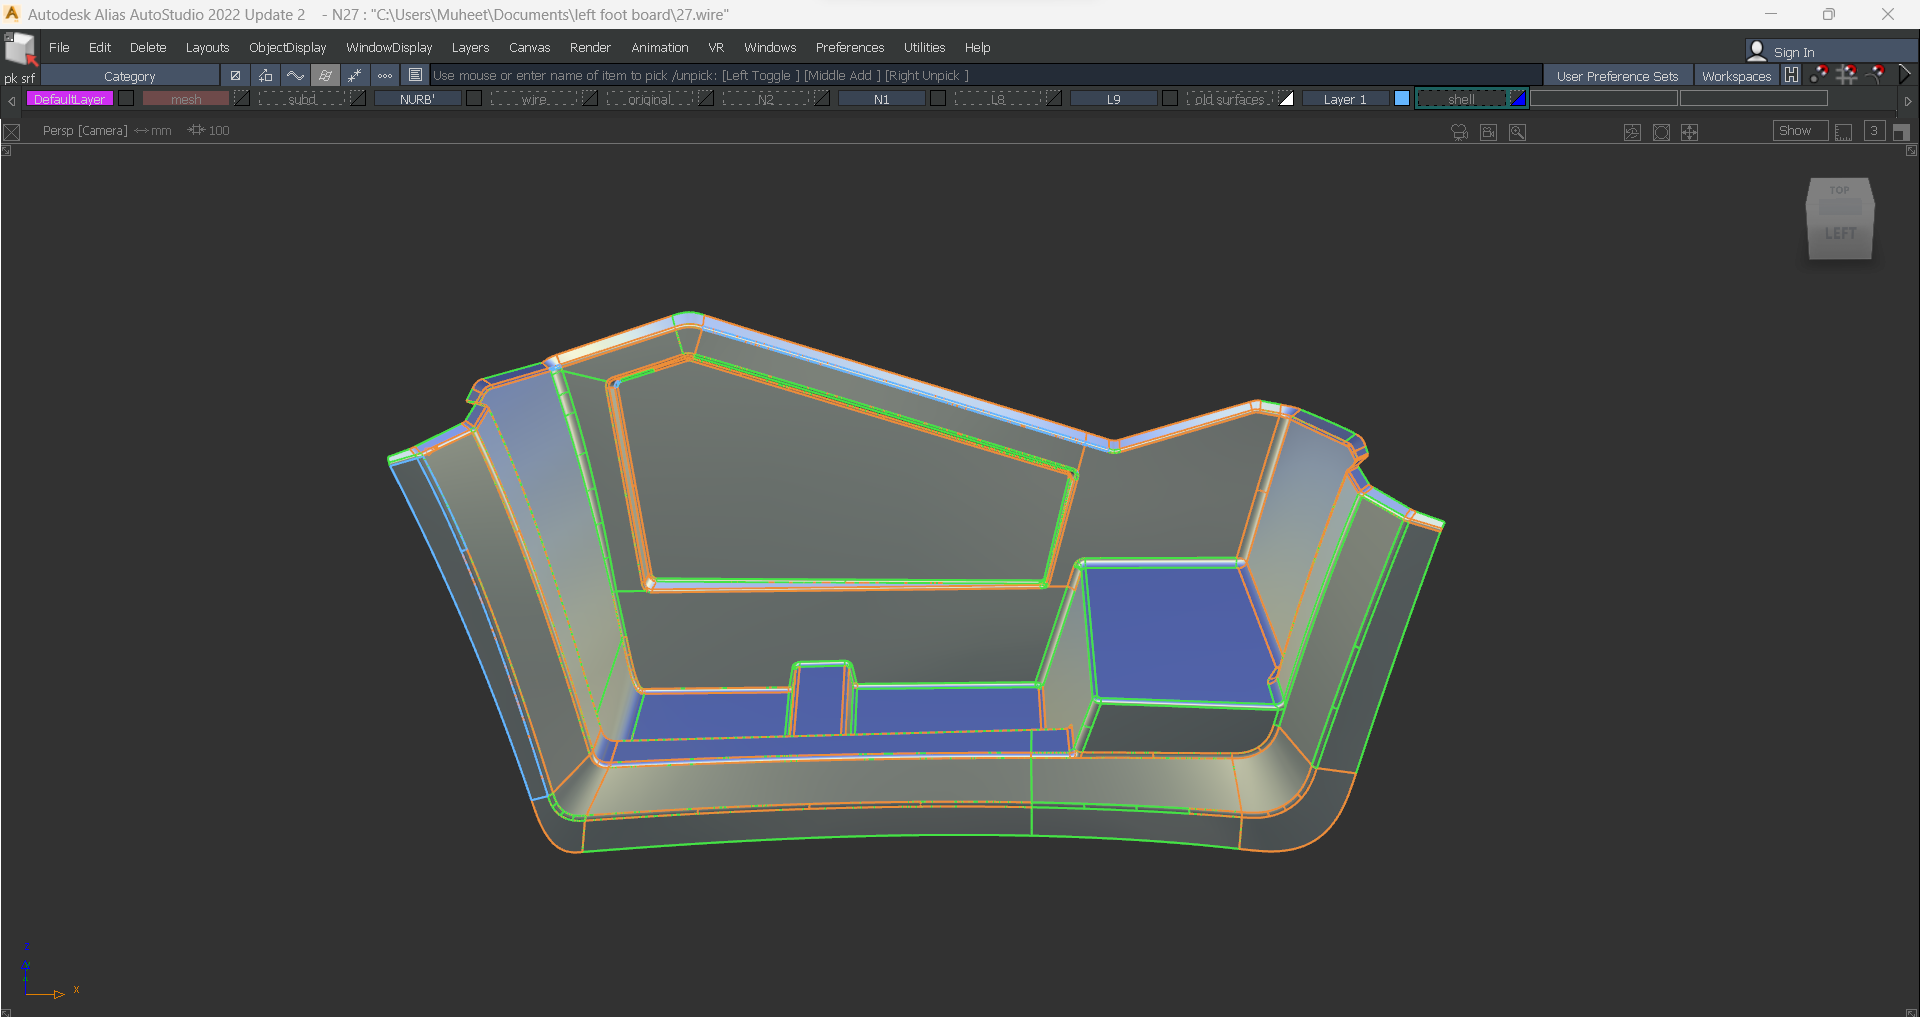 Autodesk Alias AutoStudio 2022 Update 2 - N27 : "C:\Users\Muheet\Documents\left foot board\27.wire"
File Edit Delete Layouts ObjectDisplay WindowDisplay Layers Canvas Render Animation VR Windows Preferences Utilities Help
Sign In
pk srf Category Use mouse or enter name of item to pick /unpick: [Left Toggle ] [Middle Add ] [Right Unpick ] User Preference Sets Workspaces
DefaultLayer mesh subd NURB' wire original N2 N1 L8 L9 old surfaces Layer 1 shell
Persp [Camera] mm 100 Show 3
TOP
LEFT
z
x